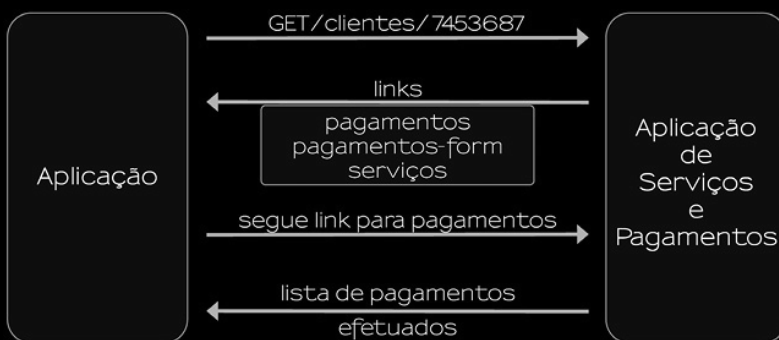 GET/clientes/7453687
links
pagamentos
pagamentos-form
serviços
Aplicação
Aplicação
de
Serviços
e
Pagamentos
segue link para pagamentos
lista de pagamentos
efetuados